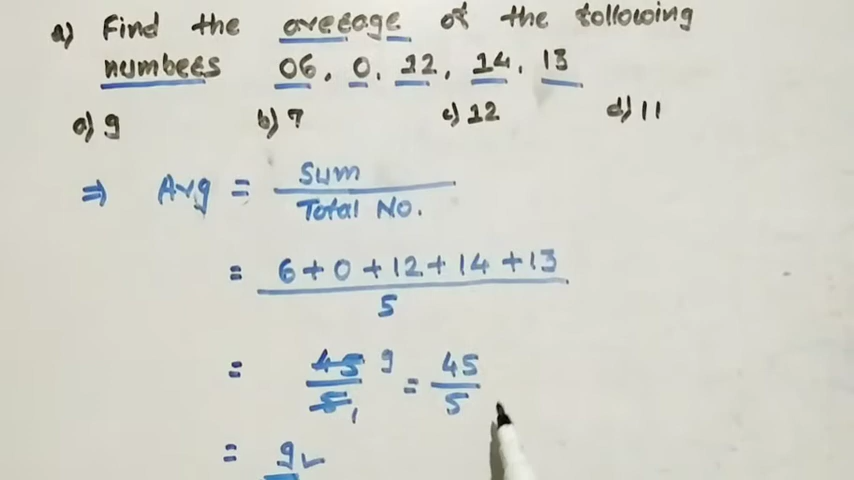 a) Find the average of the following
numbers 06, 0, 12, 14, 13
a) 9 b) 7 c) 12 d) 11
⇒ Avg = Sum / Total No.
= 6+0+12+14+13 / 5
= 45 9 / 5 1 = 45 / 5
= 9 ✓